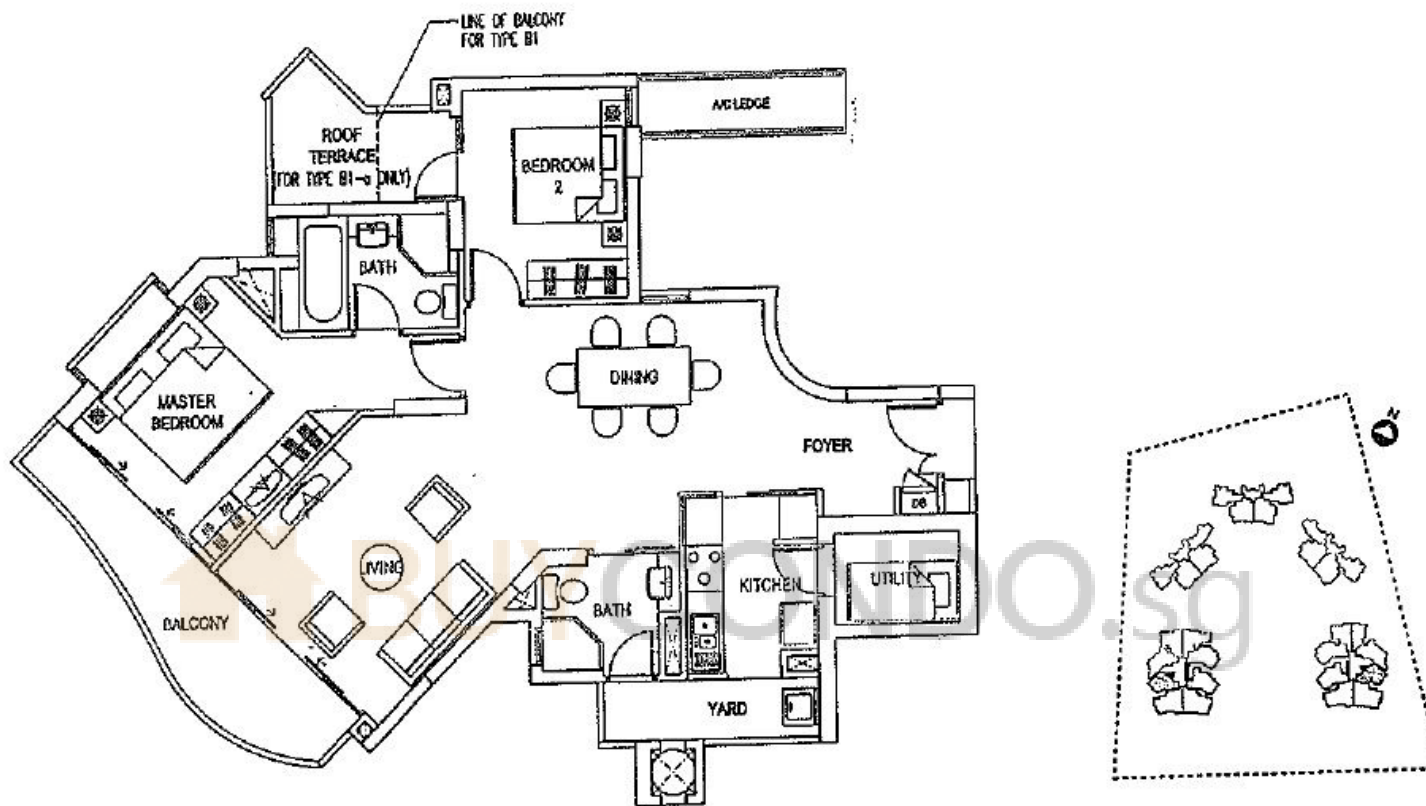 LINE OF BALCONY
FOR TYPE B1
A/C LEDGE
ROOF
TERRACE
(FOR TYPE B1-a ONLY)
BEDROOM
2
BATH
DINING
MASTER
BEDROOM
FOYER
N
DB
LIVING
BATH
KITCHEN
UTILITY
BUYCONDO.sg
BALCONY
YARD